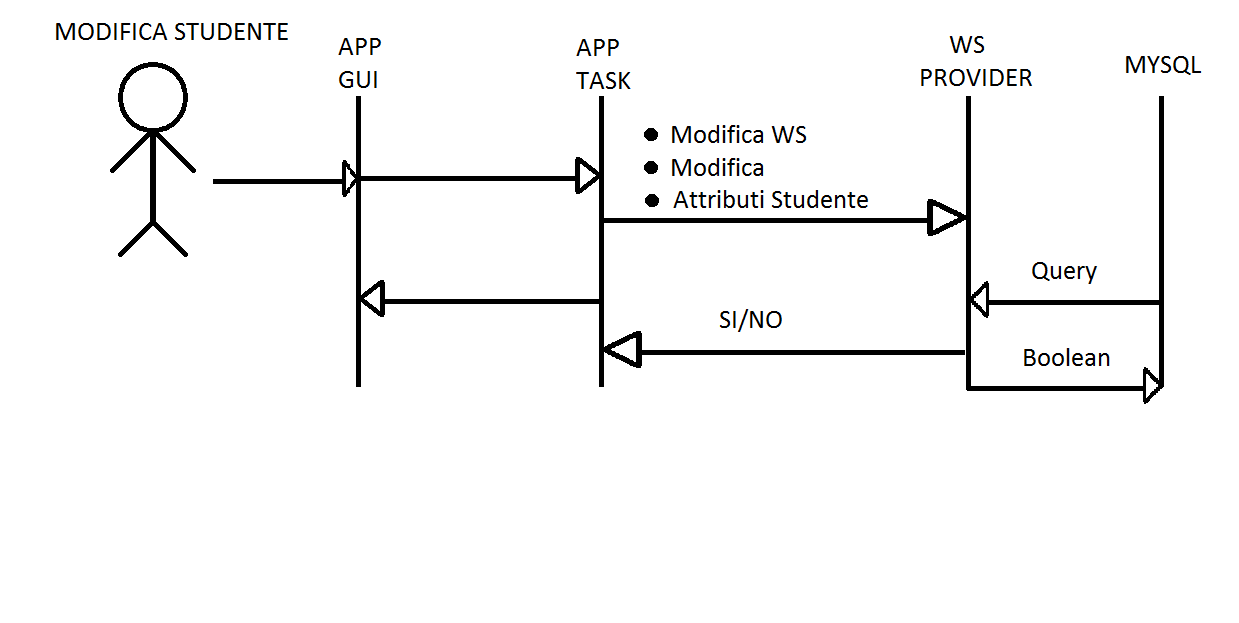 MODIFICA STUDENTE
APP
GUI
APP
TASK
WS
PROVIDER
MYSQL
● Modifica WS
● Modifica
● Attributi Studente
Query
SI/NO
Boolean